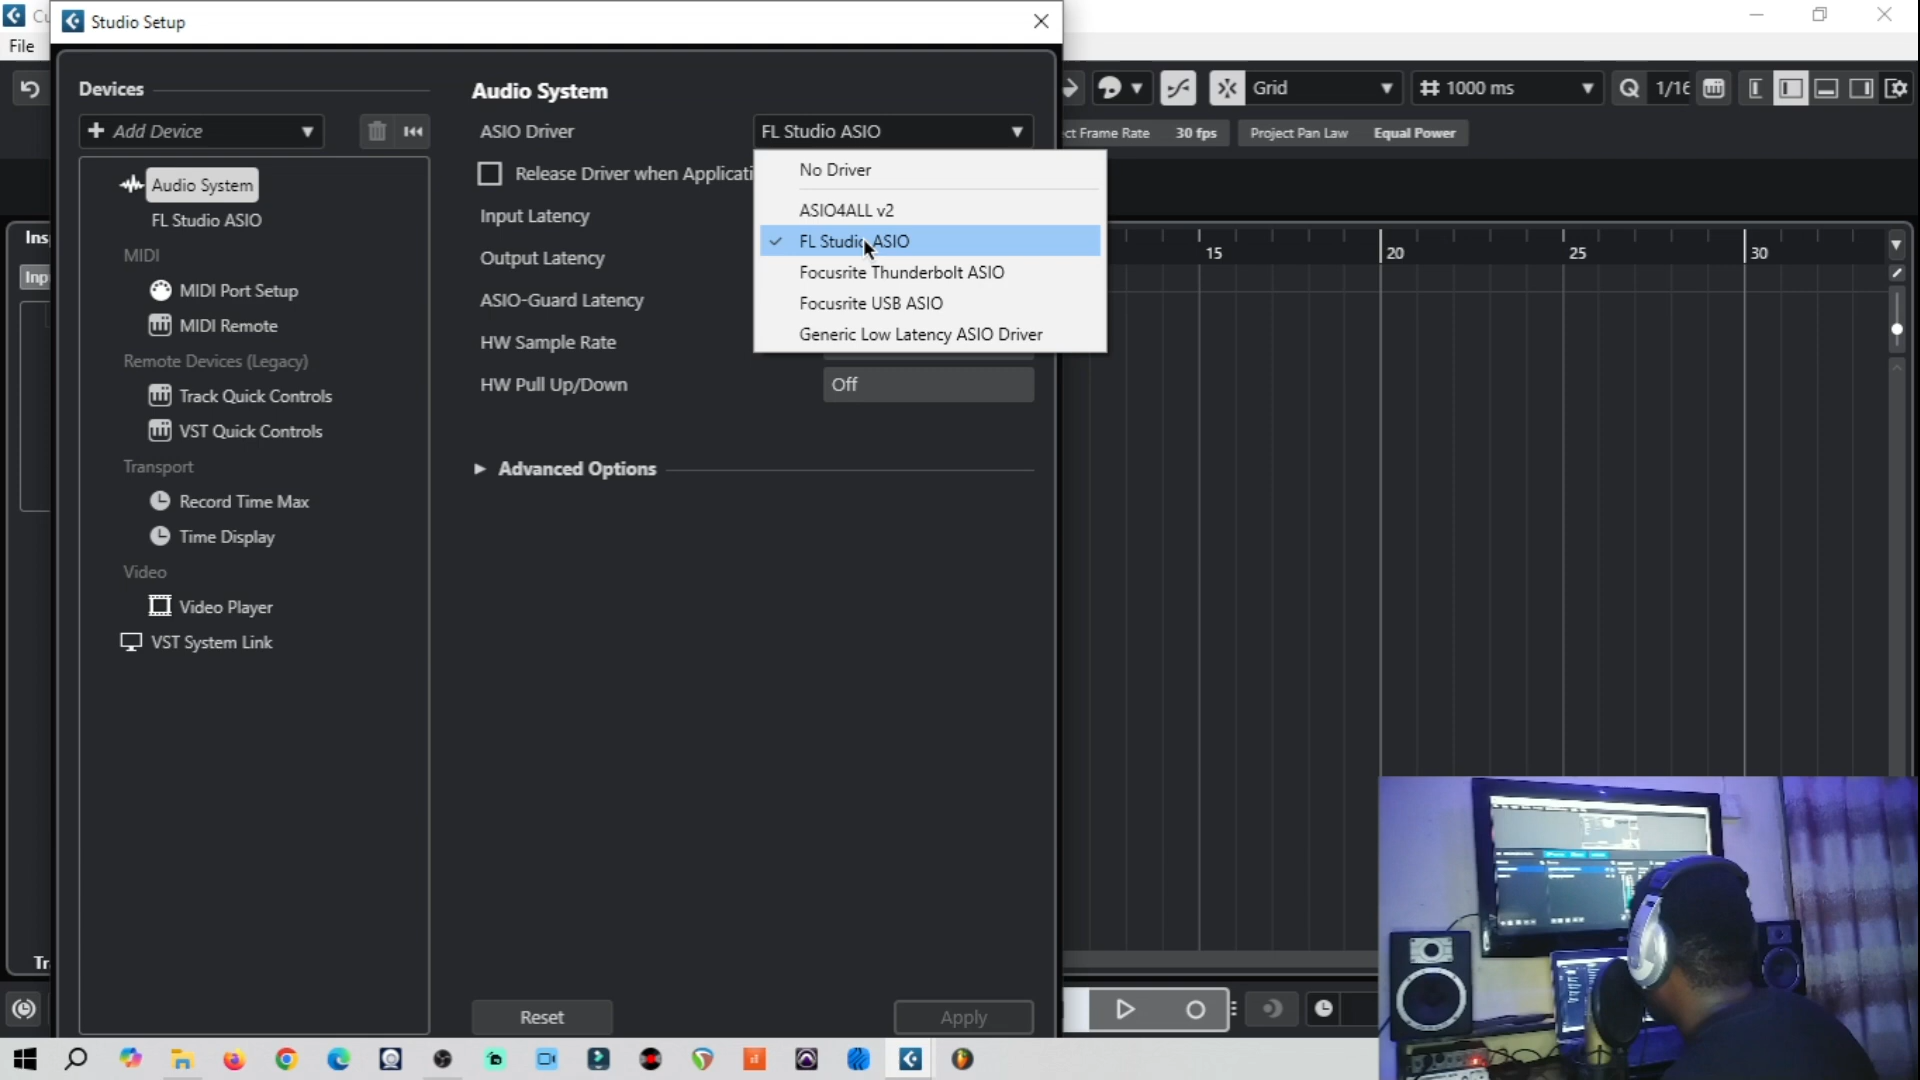 Studio Setup
File
Devices
Add Device
Audio System
FL Studio ASIO
MIDI
MIDI Port Setup
MIDI Remote
Remote Devices (Legacy)
Track Quick Controls
VST Quick Controls
Transport
Record Time Max
Time Display
Video
Video Player
VST System Link
Audio System
ASIO Driver
FL Studio ASIO
Release Driver when Applicati
Input Latency
Output Latency
ASIO-Guard Latency
HW Sample Rate
HW Pull Up/Down
Off
No Driver
ASIO4ALL v2
FL Studio ASIO
Focusrite Thunderbolt ASIO
Focusrite USB ASIO
Generic Low Latency ASIO Driver
Advanced Options
Reset
Apply
Grid
1000 ms
Q
1/16
ct Frame Rate
30 fps
Project Pan Law
Equal Power
Ins
Inp
Tr
15
20
25
30